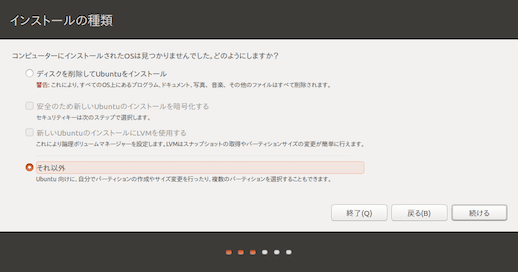 インストールの種類
コンピューターにインストールされたOSは見つかりませんでした。どのようにしますか?
ディスクを削除してUbuntuをインストール
警告: これにより、すべてのOS上にあるプログラム、ドキュメント、写真、音楽、その他のファイルはすべて削除されます。
安全のため新しいUbuntuのインストールを暗号化する
セキュリティキーは次のステップで選択します。
新しいUbuntuのインストールにLVMを使用する
これにより論理ボリュームマネージャーを設定します。LVMはスナップショットの取得やパーティションサイズの変更が簡単に行えます。
それ以外
Ubuntu 向けに、自分でパーティションの作成やサイズ変更を行ったり、複数のパーティションを選択することもできます。
終了(Q) 戻る(B) 続ける